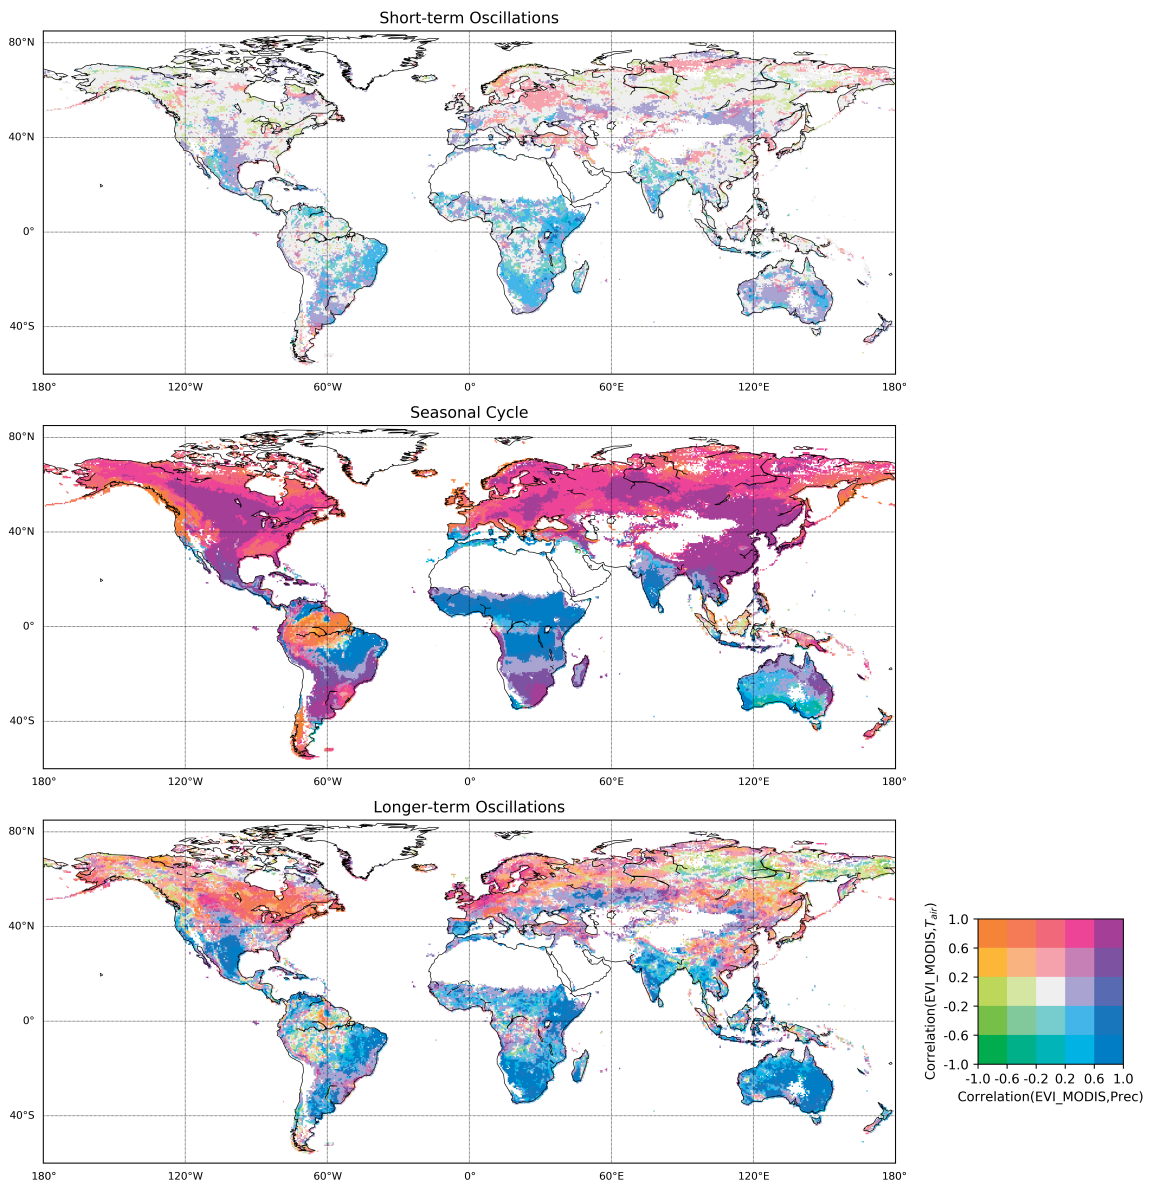 Short-term Oscillations
80°N
40°N
0°
40°S
180° 120°W 60°W 0° 60°E 120°E 180°
Seasonal Cycle
80°N
40°N
0°
40°S
180° 120°W 60°W 0° 60°E 120°E 180°
Longer-term Oscillations
80°N
40°N
0°
40°S
180° 120°W 60°W 0° 60°E 120°E 180°
Correlation(EVI_MODIS,Tair)
1.0
0.6
0.2
-0.2
-0.6
-1.0
-1.0 -0.6 -0.2 0.2 0.6 1.0
Correlation(EVI_MODIS,Prec)